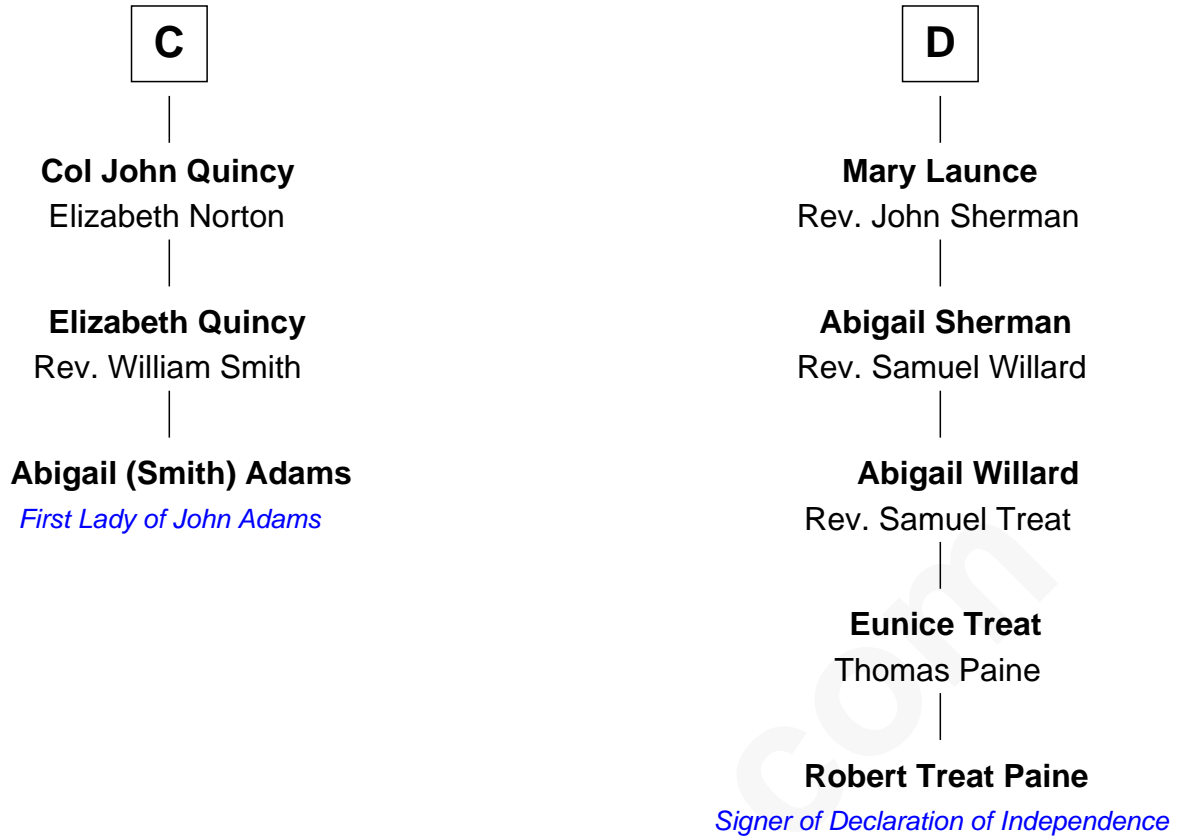 C
Col John Quincy
Elizabeth Norton
Elizabeth Quincy
Rev. William Smith
Abigail (Smith) Adams
First Lady of John Adams
D
Mary Launce
Rev. John Sherman
Abigail Sherman
Rev. Samuel Willard
Abigail Willard
Rev. Samuel Treat
Eunice Treat
Thomas Paine
Robert Treat Paine
Signer of Declaration of Independence
com